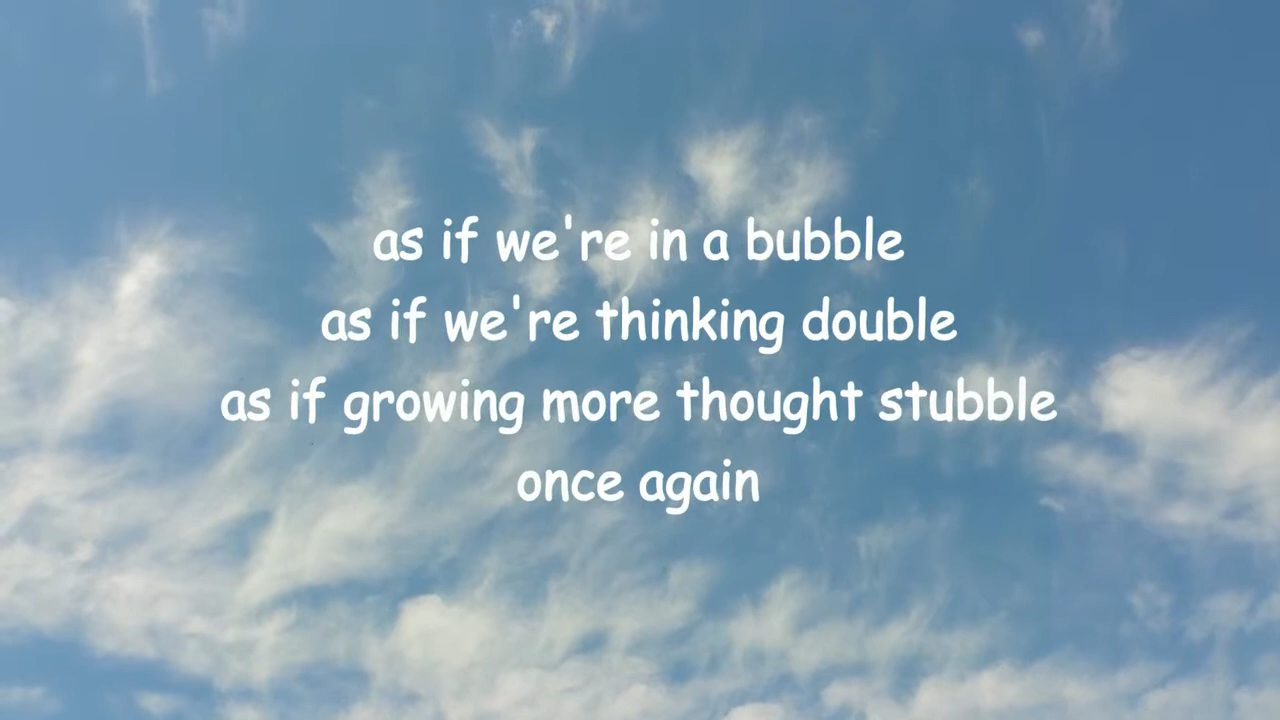 as if we're in a bubble
as if we're thinking double
as if growing more thought stubble
once again